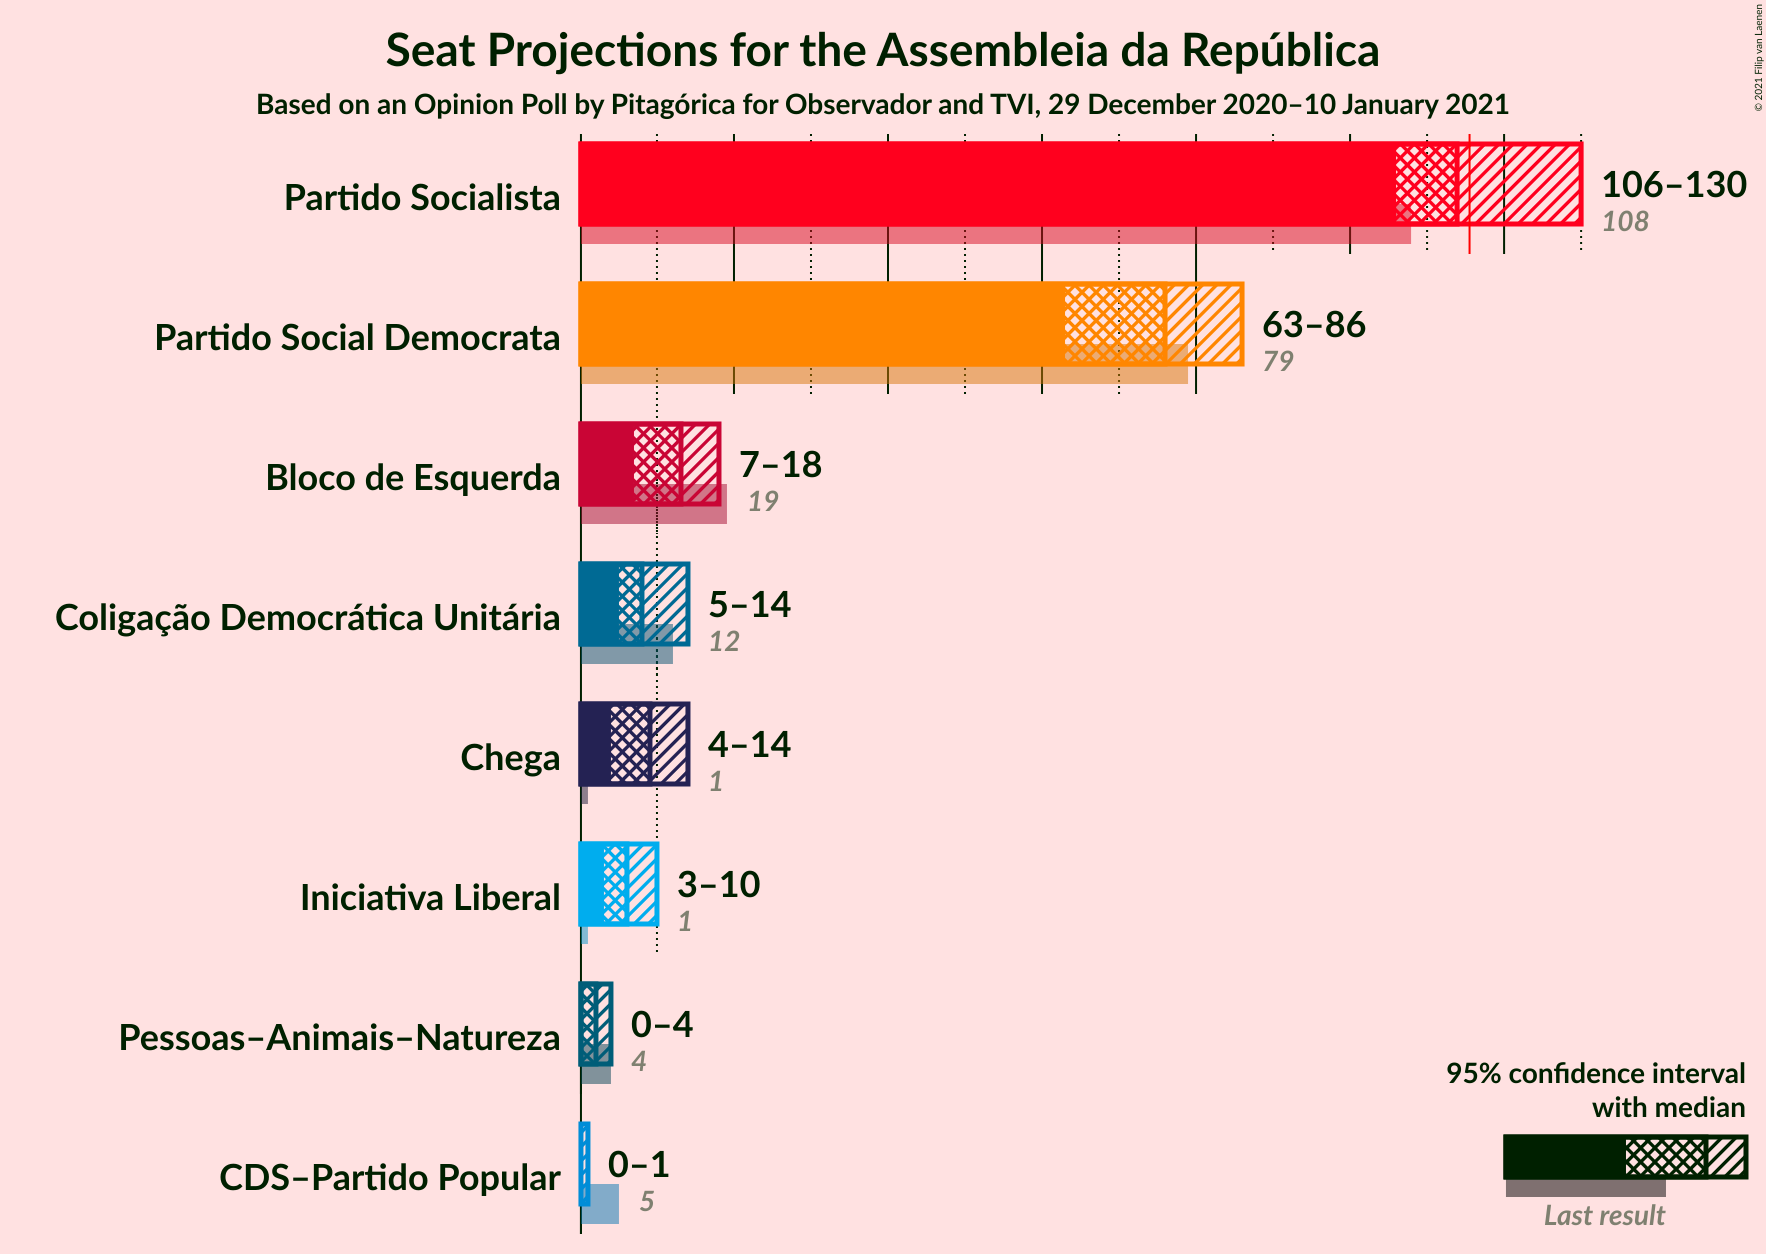 Seat Projections for the Assembleia da República
Based on an Opinion Poll by Pitagórica for Observador and TVI, 29 December 2020–10 January 2021
© 2021 Filip van Laenen
Partido Socialista
106–130
108
Partido Social Democrata
63–86
79
Bloco de Esquerda
7–18
19
Coligação Democrática Unitária
5–14
12
Chega
4–14
1
Iniciativa Liberal
3–10
1
Pessoas–Animais–Natureza
0–4
4
CDS–Partido Popular
0–1
5
95% confidence interval
with median
Last result